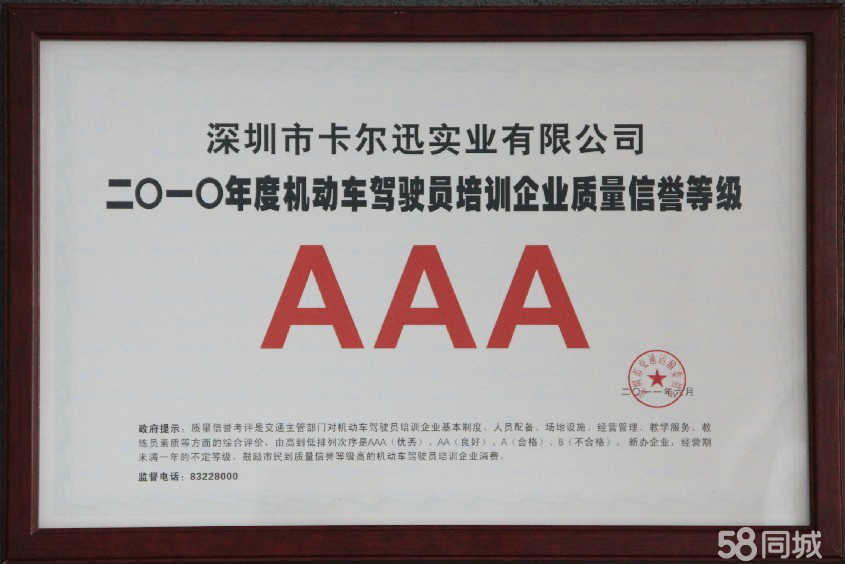 深圳市卡尔迅实业有限公司
二〇一〇年度机动车驾驶员培训企业质量信誉等级
AAA
二〇一一年六月
政府提示：质量信誉考评是交通主管部门对机动车驾驶员培训企业基本制度、人员配备、场地设施、经营管理、教学服务、教
练员素质等方面的综合评价。由高到低排列次序是AAA（优秀）、AA（良好）、A（合格）、B（不合格）。新办企业，经营期
未满一年的不定等级。鼓励市民到质量信誉等级高的机动车驾驶员培训企业消费。
监督电话：83228000
58同城